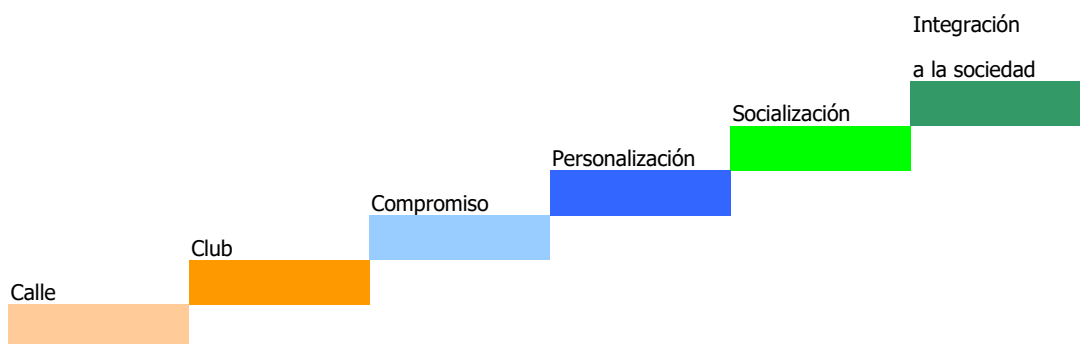 Integración
a la sociedad
Socialización
Personalización
Compromiso
Club
Calle